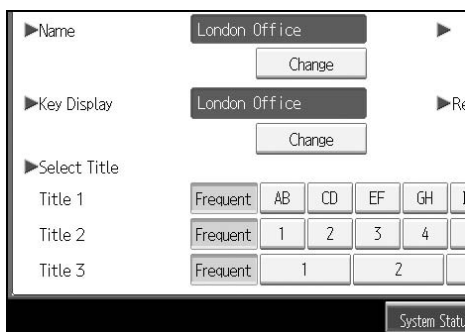 ▶Name London Office ▶
Change
▶Key Display London Office ▶Re
Change
▶Select Title
Title 1 Frequent AB CD EF GH
Title 2 Frequent 1 2 3 4
Title 3 Frequent 1 2
System Statu